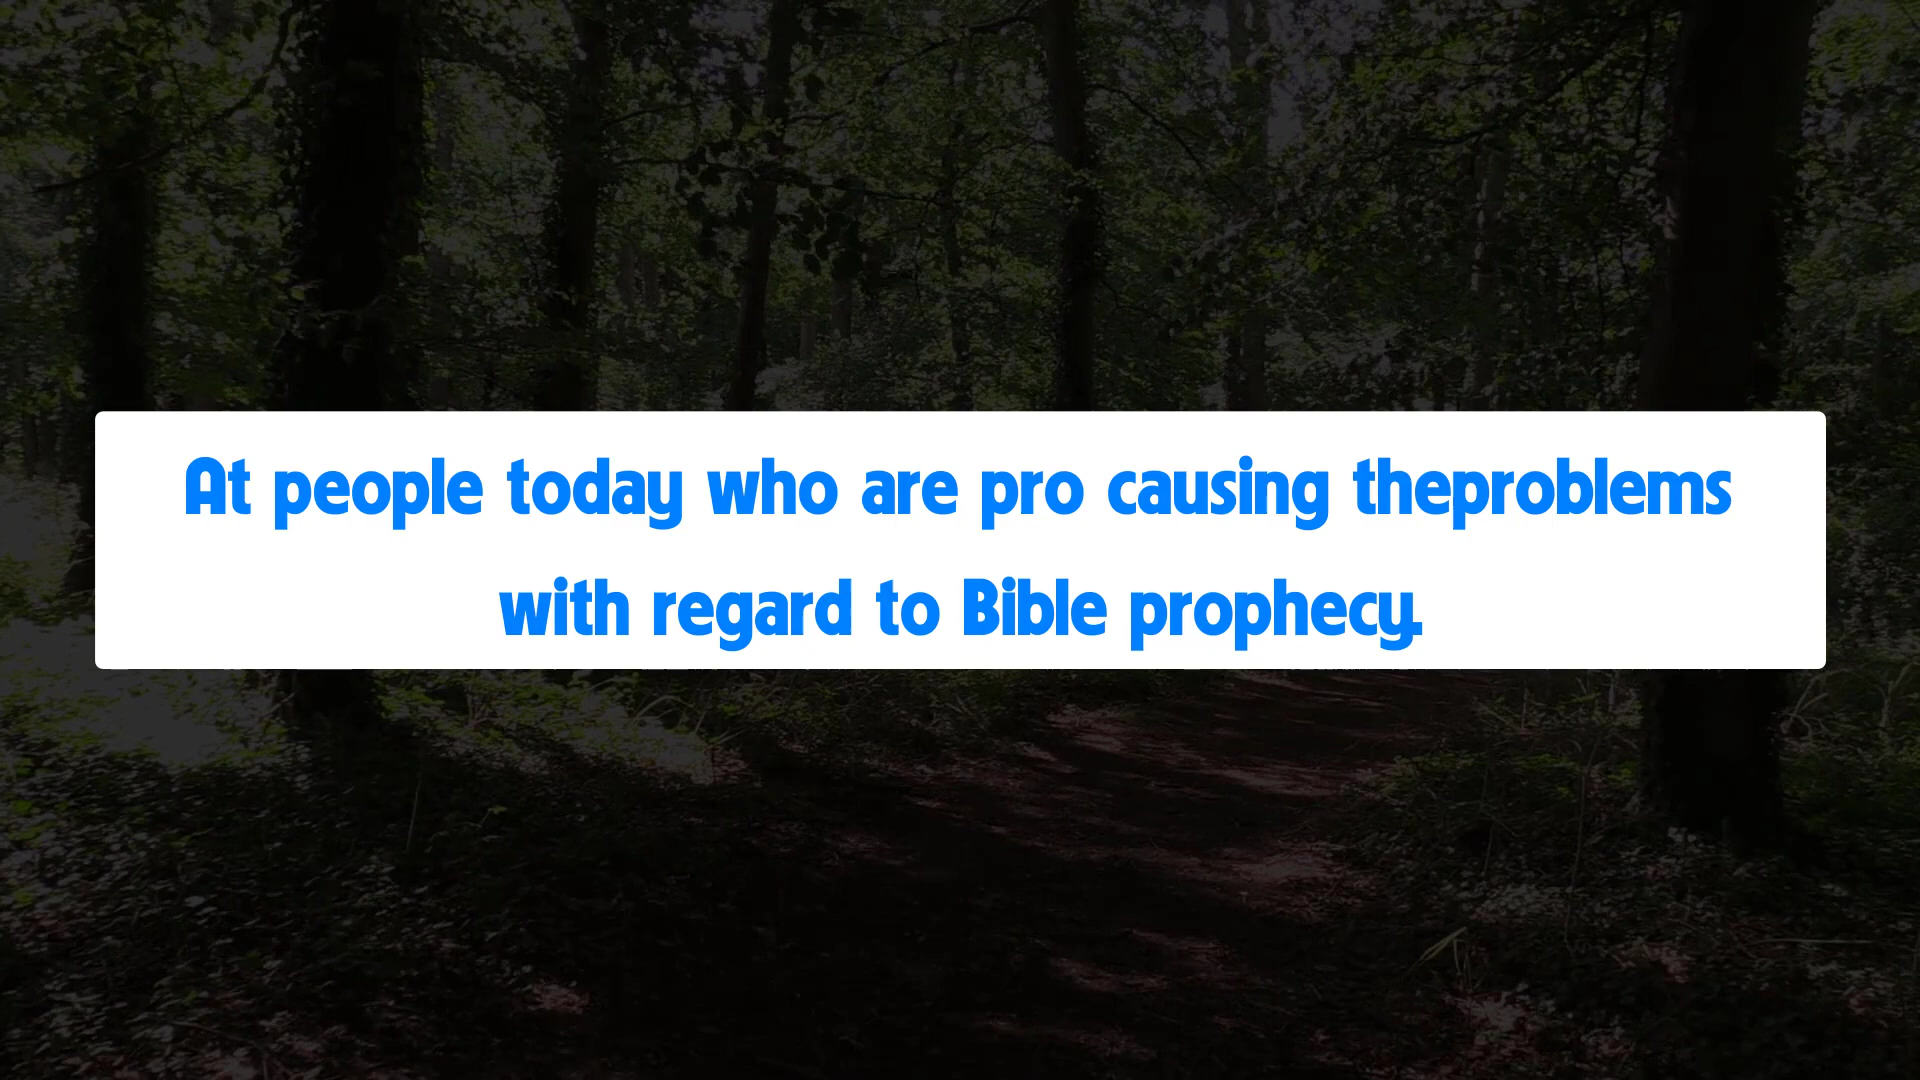 At people today who are pro causing theproblems
with regard to Bible prophecy.